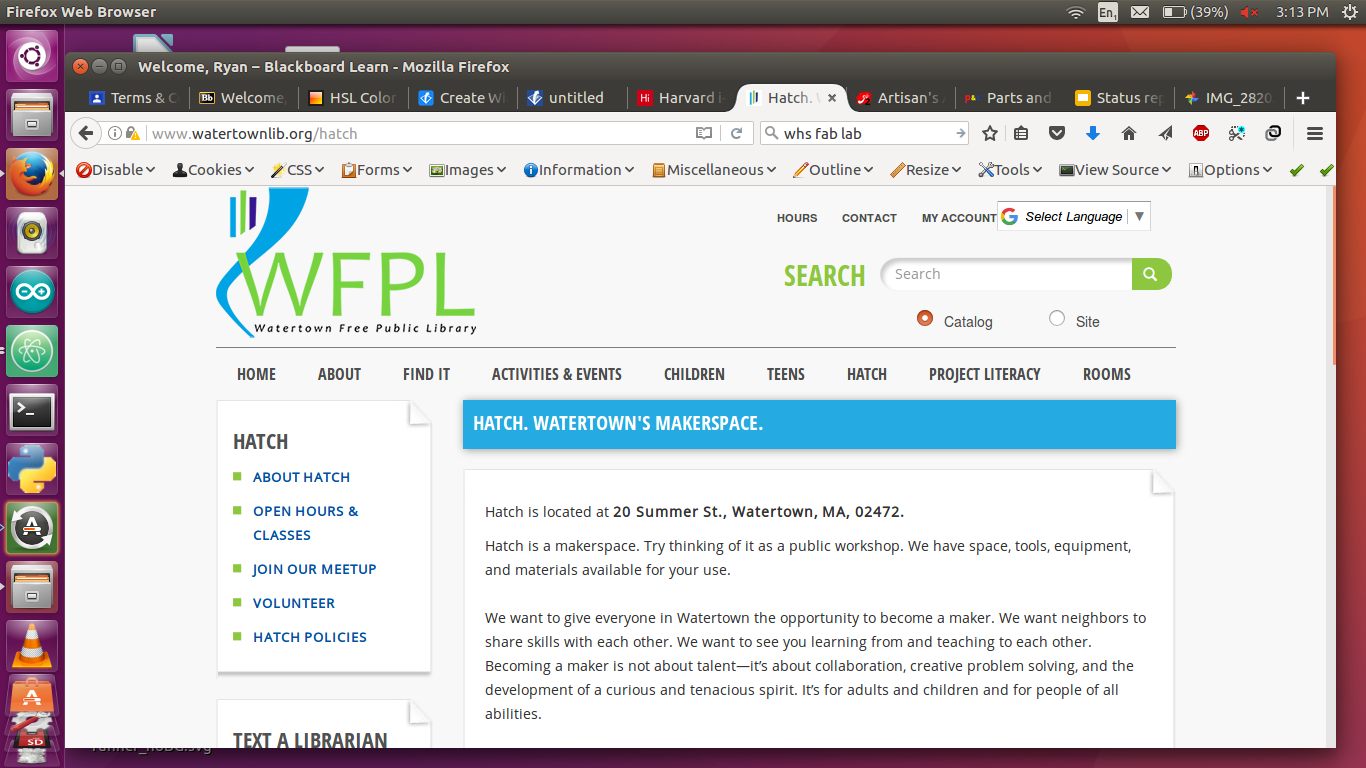 Firefox Web Browser
En1
(39%)
3:13 PM
Welcome, Ryan – Blackboard Learn - Mozilla Firefox
Terms & C
Bb Welcome,
HSL Color
Create Wi
untitled
Hi Harvard i-
Hatch. W
Artisan's A
Parts and
Status rep
IMG_2820
www.watertownlib.org/hatch
whs fab lab
ABP
Disable
Cookies
CSS
Forms
Images
Information
Miscellaneous
Outline
Resize
Tools
View Source
Options
WFPL
Watertown Free Public Library
HOURS
CONTACT
MY ACCOUNT
G Select Language
SEARCH
Search
Catalog
Site
HOME
ABOUT
FIND IT
ACTIVITIES & EVENTS
CHILDREN
TEENS
HATCH
PROJECT LITERACY
ROOMS
HATCH
ABOUT HATCH
OPEN HOURS &
CLASSES
JOIN OUR MEETUP
VOLUNTEER
HATCH POLICIES
TEXT A LIBRARIAN
HATCH. WATERTOWN'S MAKERSPACE.
Hatch is located at 20 Summer St., Watertown, MA, 02472.
Hatch is a makerspace. Try thinking of it as a public workshop. We have space, tools, equipment,
and materials available for your use.
We want to give everyone in Watertown the opportunity to become a maker. We want neighbors to
share skills with each other. We want to see you learning from and teaching to each other.
Becoming a maker is not about talent—it's about collaboration, creative problem solving, and the
development of a curious and tenacious spirit. It's for adults and children and for people of all
abilities.
SD